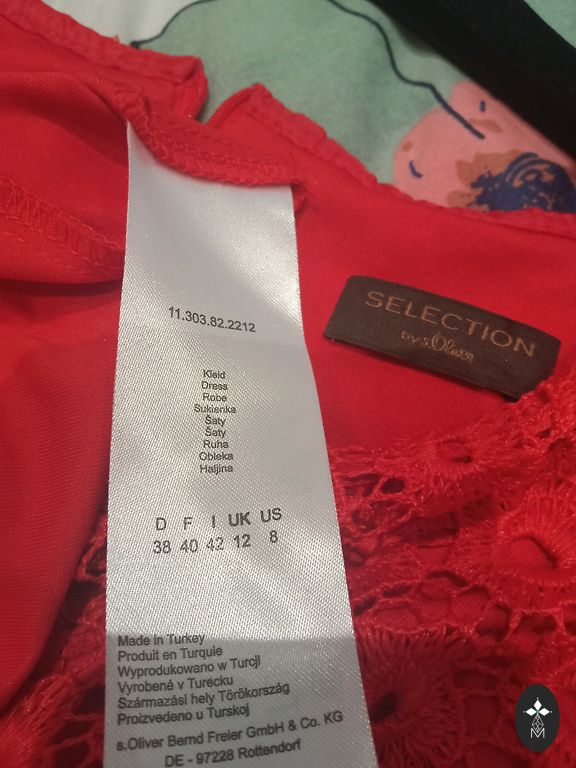 11.303.82.2212
Kleid
Dress
Robe
Sukienka
Šaty
Šaty
Ruha
Obleka
Haljina
D F I UK US
38 40 42 12 8
Made in Turkey
Produit en Turquie
Wyprodukowano w Turcji
Vyrobené v Turecku
Származási hely Törökország
Proizvedeno u Turskoj
s.Oliver Bernd Freier GmbH & Co. KG
DE - 97228 Rottendorf
SELECTION
by s.Oliver
M